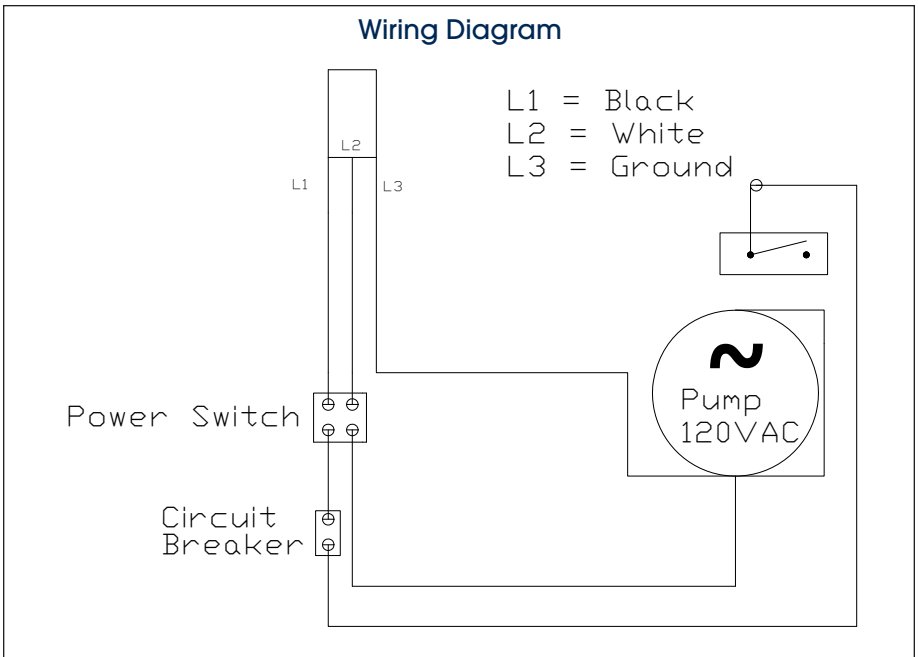 Wiring Diagram
L1 = Black
L2 = White
L3 = Ground
L2
L1
L3
Power Switch
Pump
120VAC
Circuit
Breaker